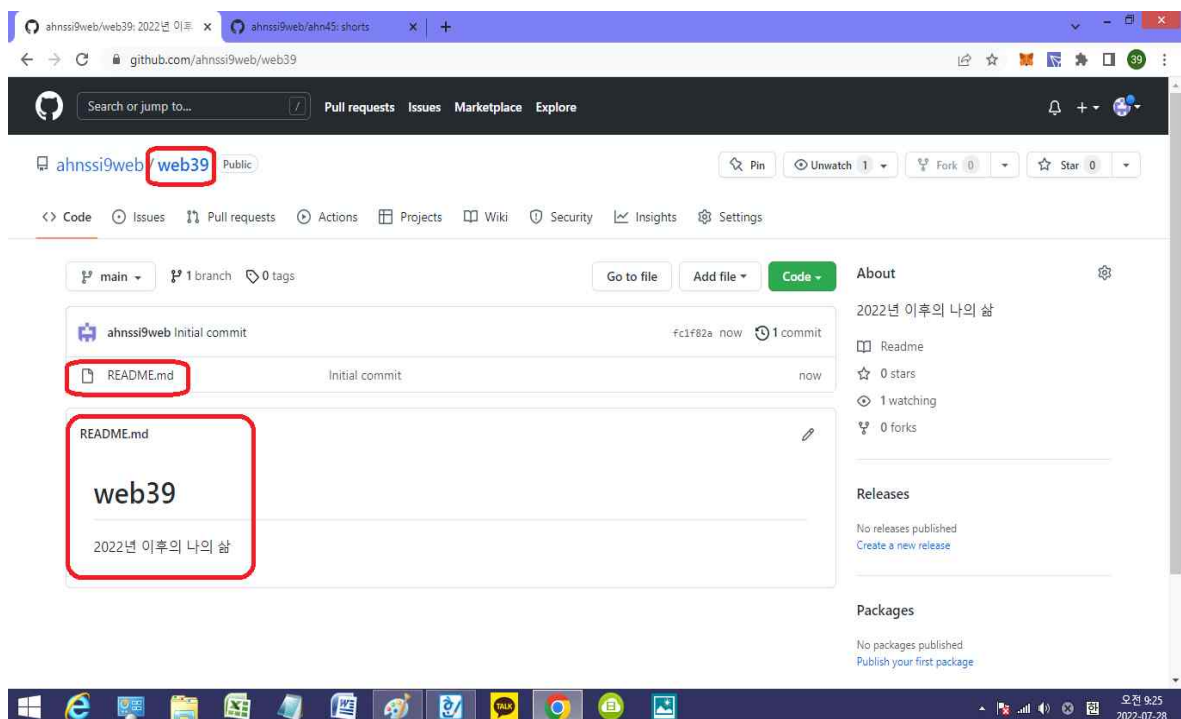 ahnssi9web/web39: 2022년 이후
ahnssi9web/ahn45: shorts
github.com/ahnssi9web/web39
39
Search or jump to... /
Pull requests Issues Marketplace Explore
ahnssi9web / web39 Public
Pin
Unwatch 1
Fork 0
Star 0
Code Issues Pull requests Actions Projects Wiki Security Insights Settings
main 1 branch 0 tags
Go to file Add file Code
ahnssi9web Initial commit fc1f82a now 1 commit
README.md Initial commit now
README.md
web39
2022년 이후의 나의 삶
About
2022년 이후의 나의 삶
Readme
0 stars
1 watching
0 forks
Releases
No releases published
Create a new release
Packages
No packages published
Publish your first package
TALK
한
오전 9:25
2022-07-28